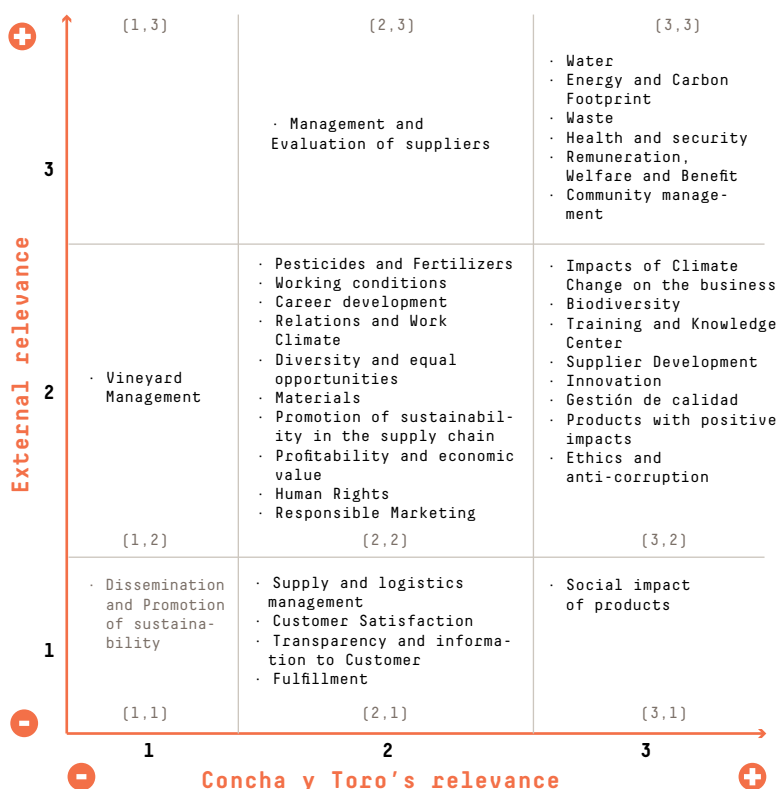 (1,3)
(2,3)
(3,3)
· Management and
Evaluation of suppliers
· Water
· Energy and Carbon
Footprint
· Waste
· Health and security
· Remuneration,
Welfare and Benefit
· Community manage-
ment
3
External relevance
2
· Vineyard
Management
(1,2)
· Pesticides and Fertilizers
· Working conditions
· Career development
· Relations and Work
Climate
· Diversity and equal
opportunities
· Materials
· Promotion of sustainabil-
ity in the supply chain
· Profitability and economic
value
· Human Rights
· Responsible Marketing
(2,2)
· Impacts of Climate
Change on the business
· Biodiversity
· Training and Knowledge
Center
· Supplier Development
· Innovation
· Gestión de calidad
· Products with positive
impacts
· Ethics and
anti-corruption
(3,2)
1
· Dissemination
and Promotion
of sustaina-
bility
(1,1)
· Supply and logistics
management
· Customer Satisfaction
· Transparency and informa-
tion to Customer
· Fulfillment
(2,1)
· Social impact
of products
(3,1)
1
2
3
Concha y Toro's relevance